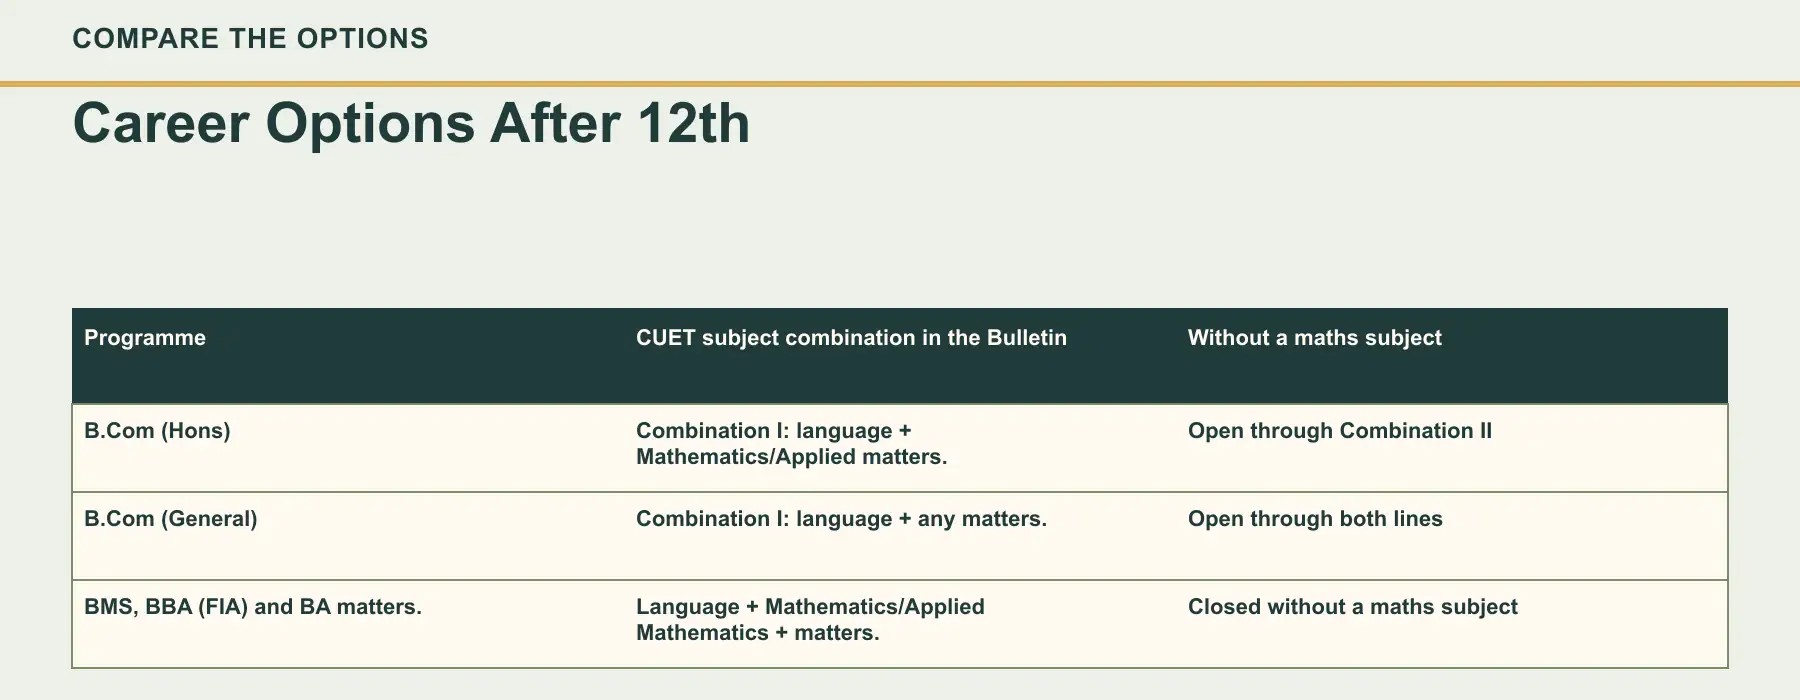 COMPARE THE OPTIONS
Career Options After 12th
Programme
CUET subject combination in the Bulletin
Without a maths subject
B.Com (Hons)
Combination I: language +
Mathematics/Applied matters.
Open through Combination II
B.Com (General)
Combination I: language + any matters.
Open through both lines
BMS, BBA (FIA) and BA matters.
Language + Mathematics/Applied
Mathematics + matters.
Closed without a maths subject